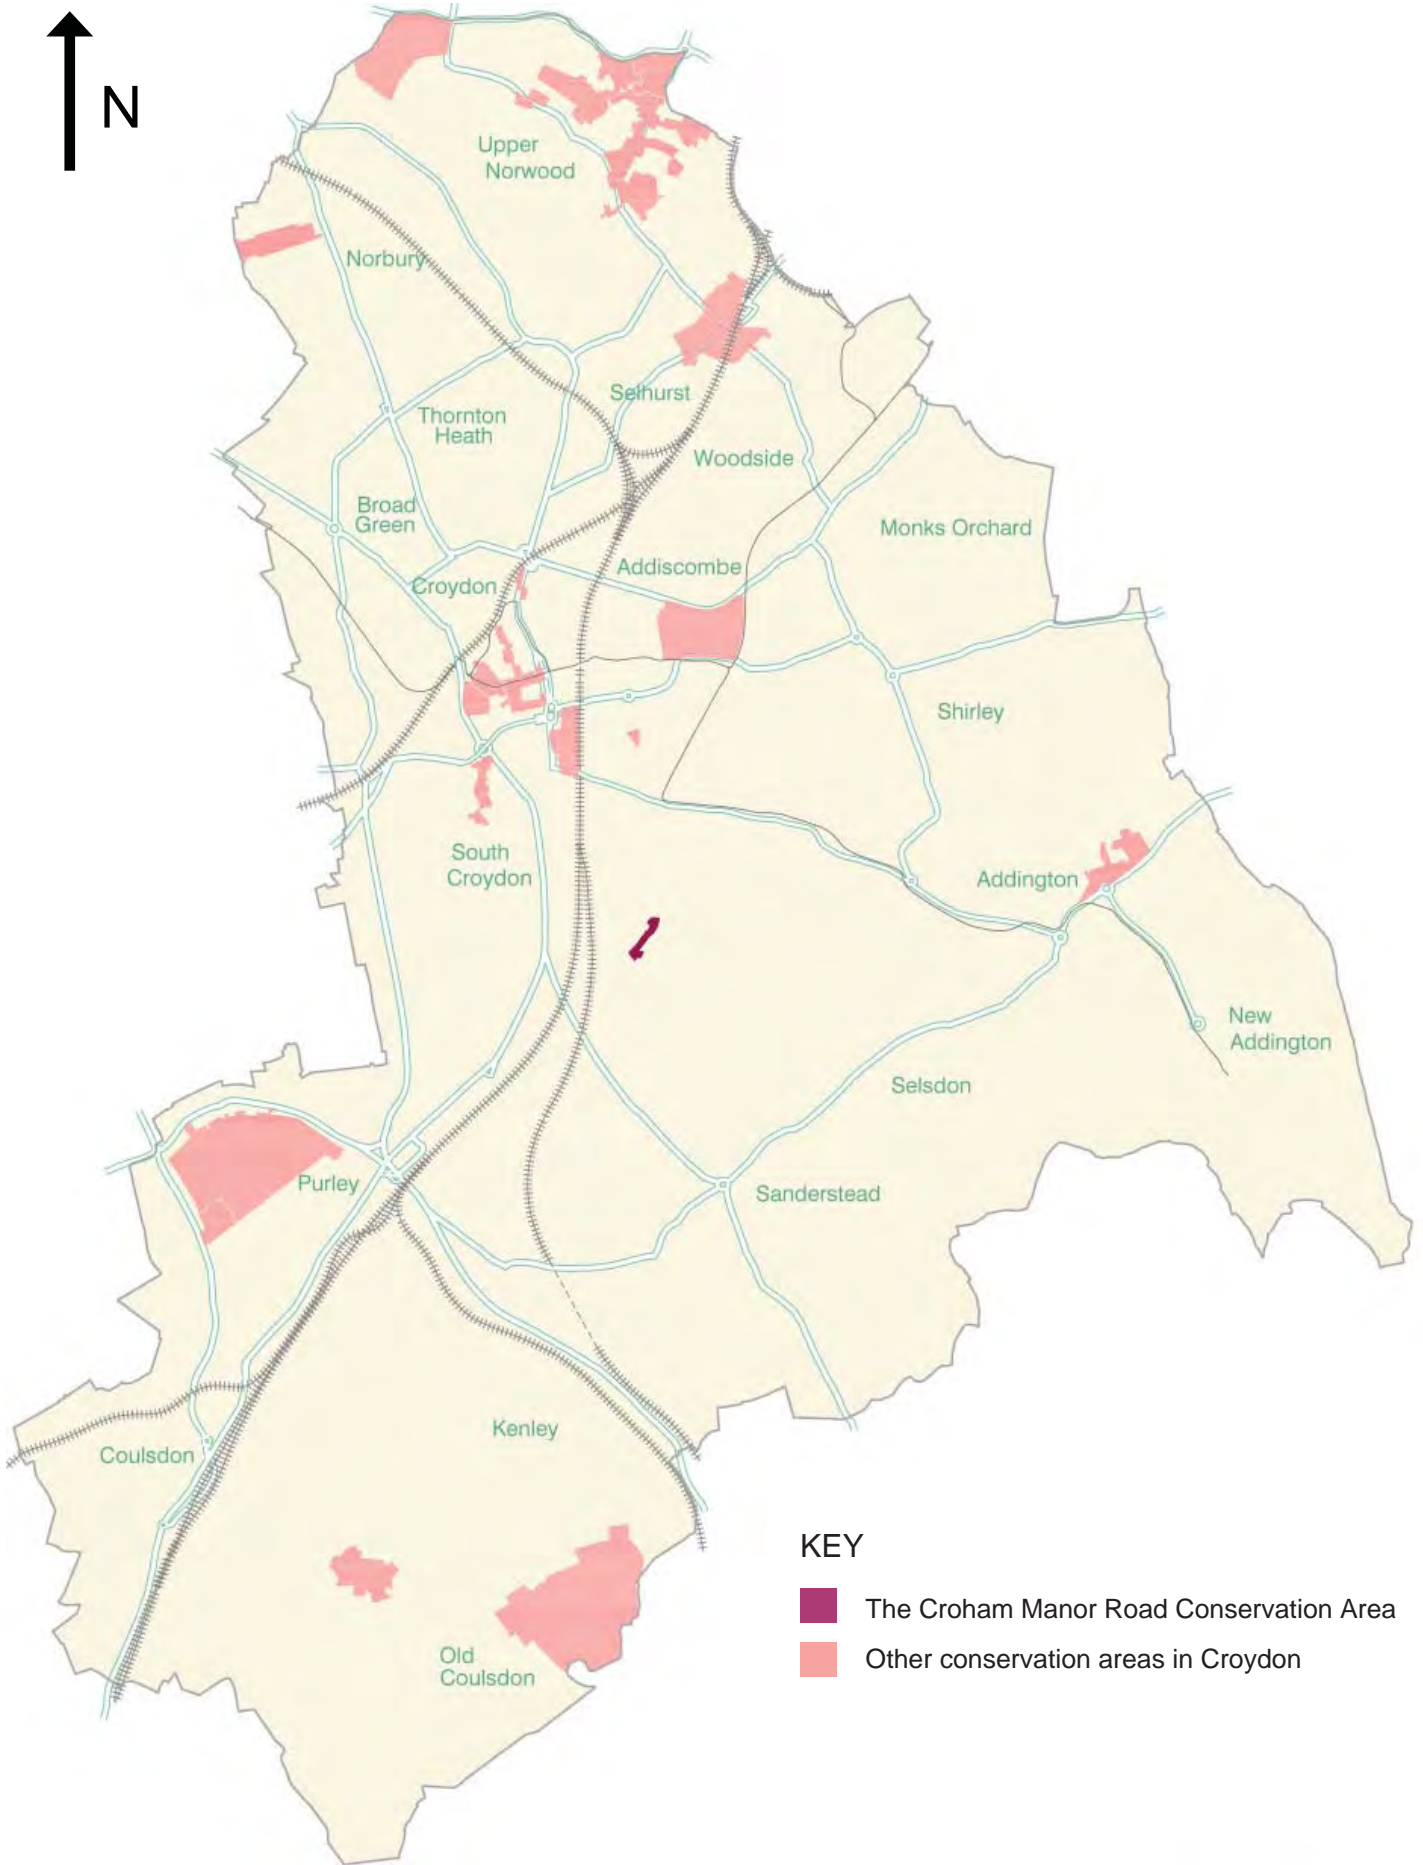 N
Upper
Norwood
Norbury
Selhurst
Thornton
Heath
Woodside
Broad
Green
Monks Orchard
Addiscombe
Croydon
Shirley
South
Croydon
Addington
New
Addington
Selsdon
Purley
Sanderstead
Kenley
Coulsdon
Old
Coulsdon
KEY
The Croham Manor Road Conservation Area
Other conservation areas in Croydon